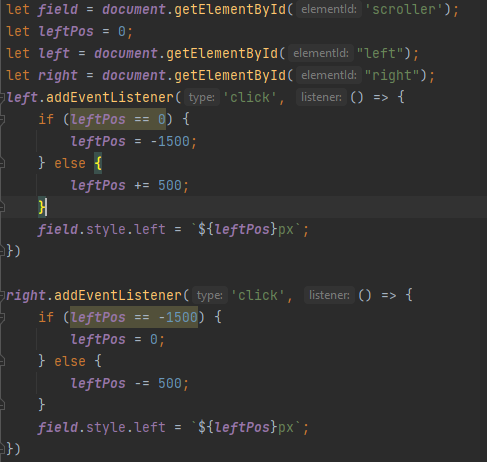 let field = document.getElementById( elementId: 'scroller');
let leftPos = 0;
let left = document.getElementById( elementId: "left");
let right = document.getElementById( elementId: "right");
left.addEventListener( type: 'click', listener: () => {
    if (leftPos == 0) {
        leftPos = -1500;
    } else {
        leftPos += 500;
    }
    field.style.left = `${leftPos}px`;
})

right.addEventListener( type: 'click', listener: () => {
    if (leftPos == -1500) {
        leftPos = 0;
    } else {
        leftPos -= 500;
    }
    field.style.left = `${leftPos}px`;
})